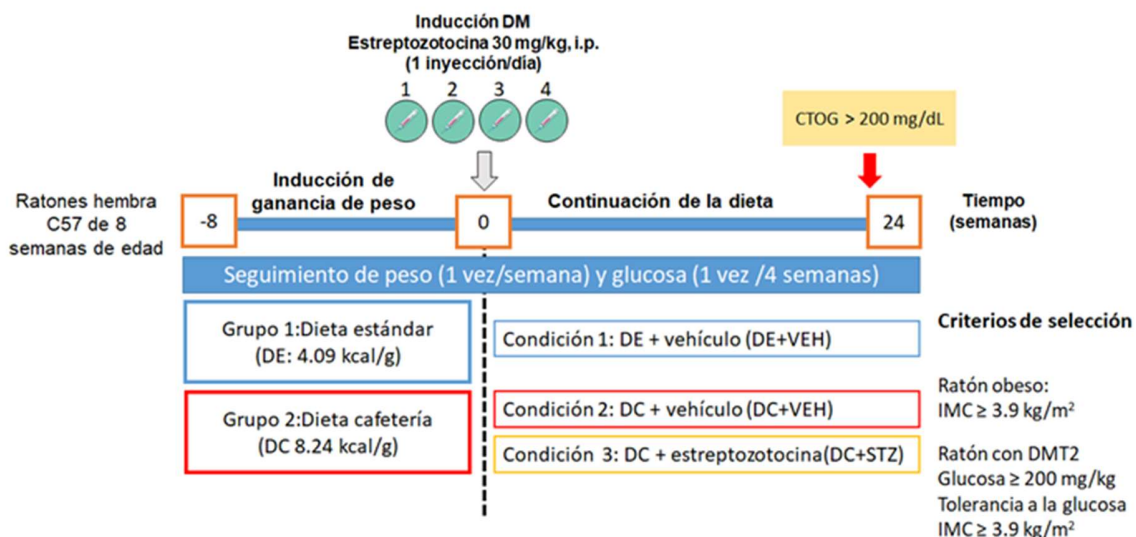 Inducción DM
Estreptozotocina 30 mg/kg, i.p.
(1 inyección/día)
1 2 3 4
CTOG > 200 mg/dL
Ratones hembra
C57 de 8
semanas de edad
-8
Inducción de
ganancia de peso
0
Continuación de la dieta
24
Tiempo
(semanas)
Seguimiento de peso (1 vez/semana) y glucosa (1 vez /4 semanas)
Grupo 1:Dieta estándar
(DE: 4.09 kcal/g)
Condición 1: DE + vehículo (DE+VEH)
Grupo 2:Dieta cafetería
(DC 8.24 kcal/g)
Condición 2: DC + vehículo (DC+VEH)
Condición 3: DC + estreptozotocina(DC+STZ)
Criterios de selección
Ratón obeso:
IMC ≥ 3.9 kg/m²
Ratón con DMT2
Glucosa ≥ 200 mg/kg
Tolerancia a la glucosa
IMC ≥ 3.9 kg/m²